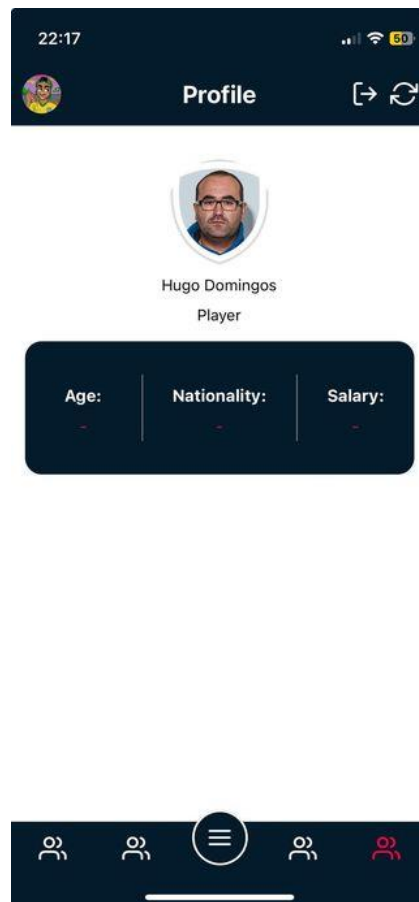 22:17
50
Profile
Hugo Domingos
Player
Age: Nationality: Salary:
- - -